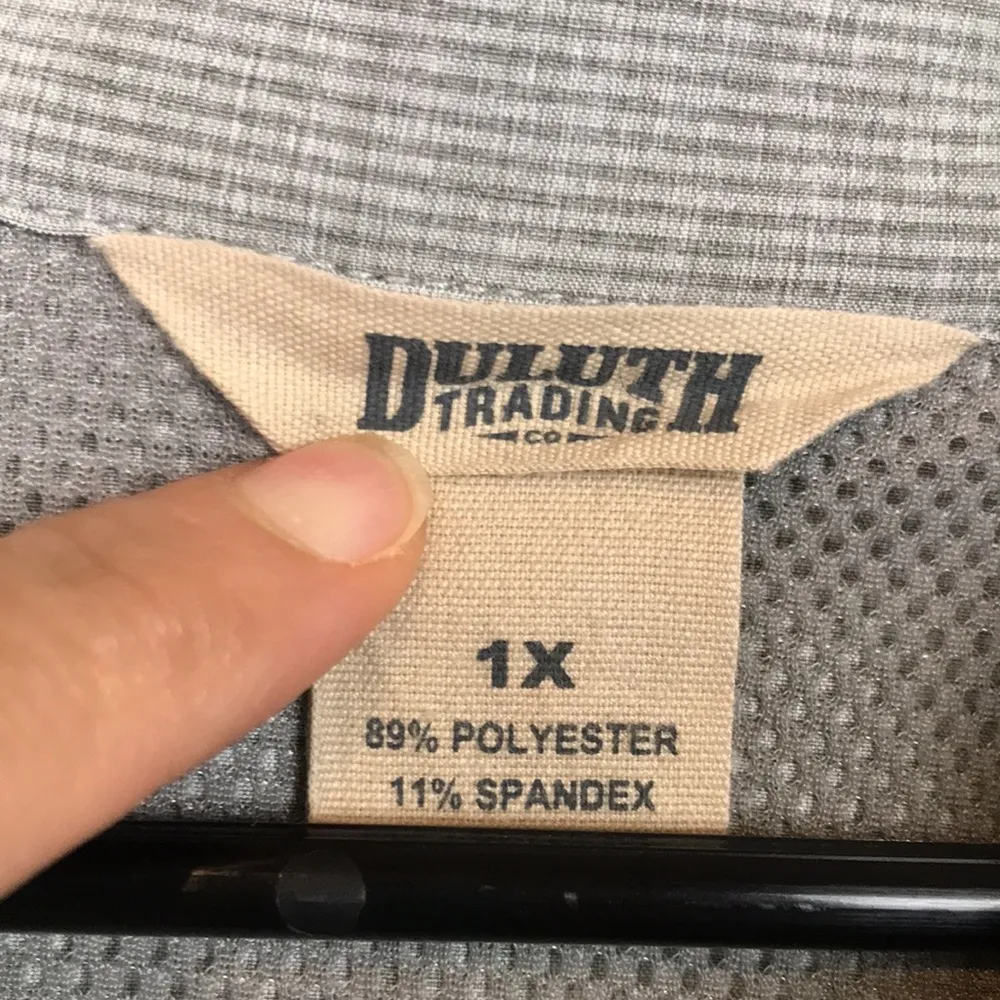 DULUTH
TRADING
CO
1X
89% POLYESTER
11% SPANDEX